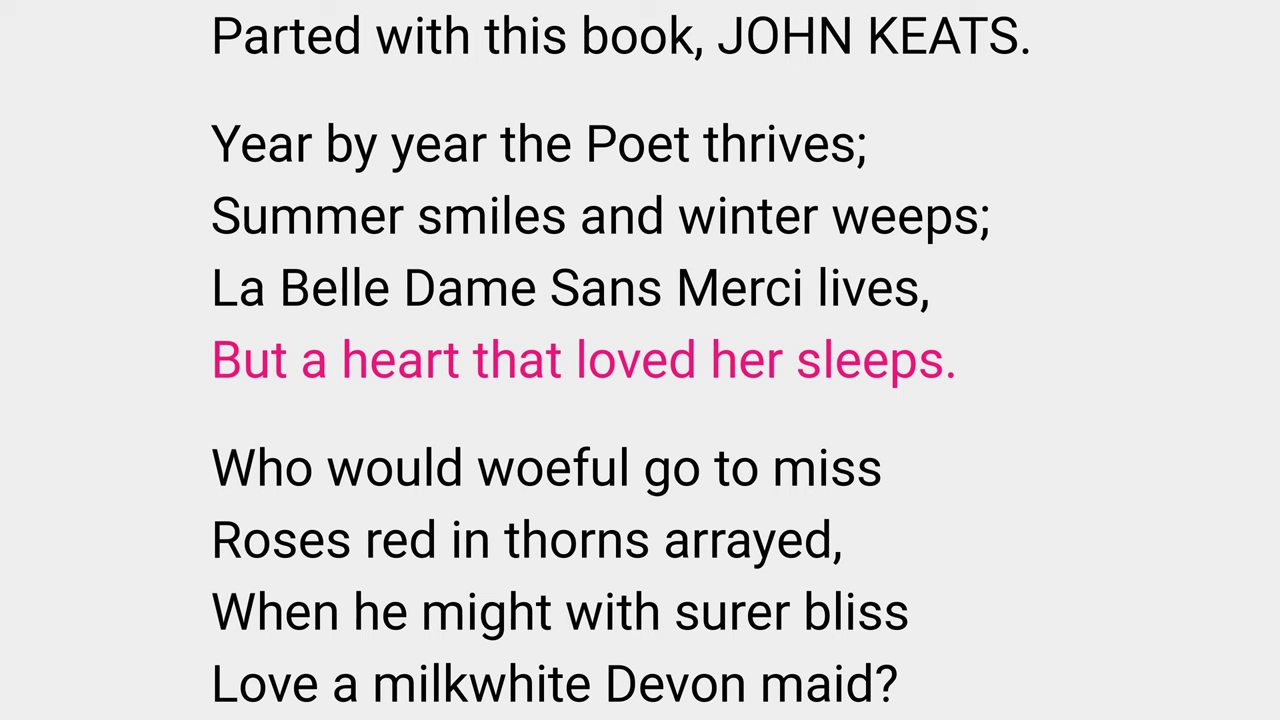 Parted with this book, JOHN KEATS.
Year by year the Poet thrives;
Summer smiles and winter weeps;
La Belle Dame Sans Merci lives,
But a heart that loved her sleeps.
Who would woeful go to miss
Roses red in thorns arrayed,
When he might with surer bliss
Love a milkwhite Devon maid?